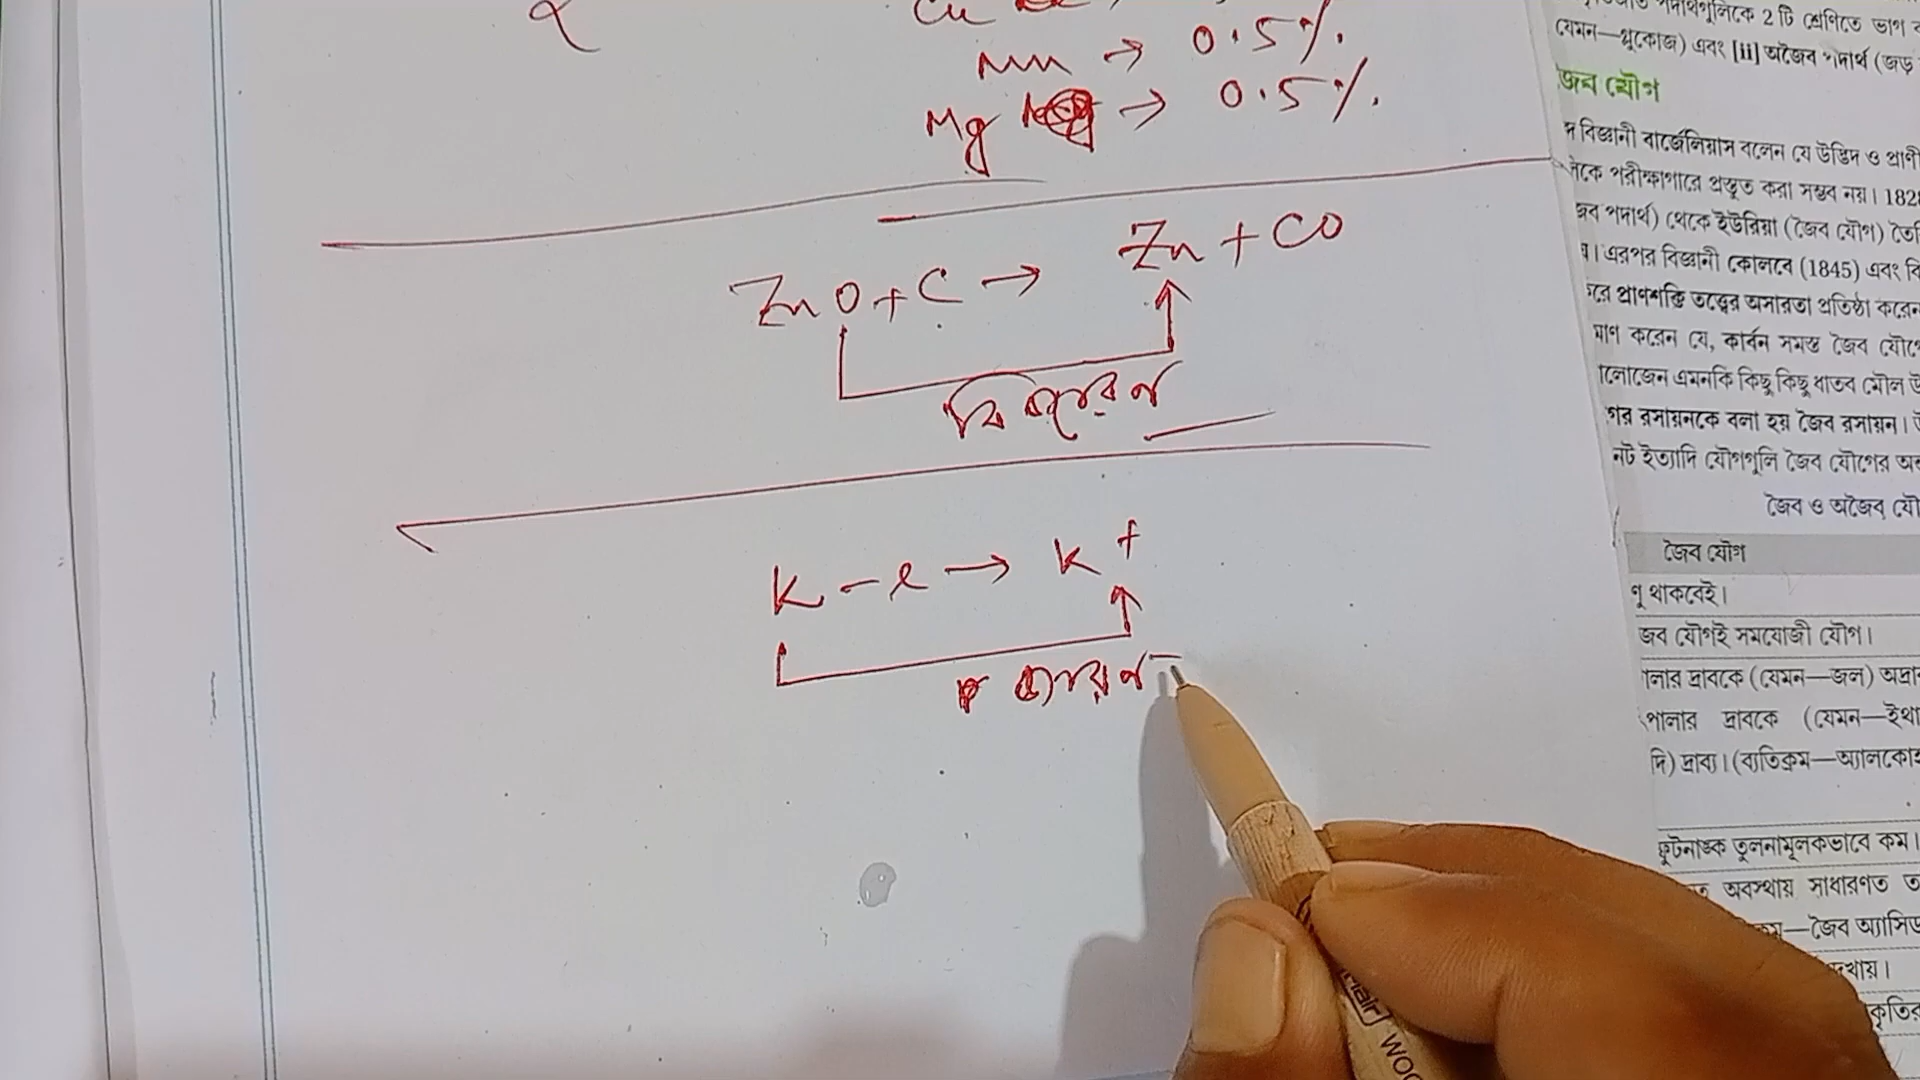 Cu
Mn → 0.5%.
Mg → 0.5%.
ZnO + C → Zn + CO
বিজারণ
K - e → K+
জারণ
2 টি শ্রেণিতে ভাগ
যেমন—গ্লুকোজ) এবং [ii] অজৈব পদার্থ (জড়
জৈব যৌগ
বিজ্ঞানী বার্জেলিয়াস বলেন যে উদ্ভিদ ও প্রাণী
পরীক্ষাগারে প্রস্তুত করা সম্ভব নয়। 1828
পদার্থ) থেকে ইউরিয়া (জৈব যৌগ) তৈরি
এরপর বিজ্ঞানী কোলবে (1845) এবং
প্রাণশক্তি তত্ত্বের অসারতা প্রতিষ্ঠা করেন
করেন যে, কার্বন সমস্ত জৈব
এমনকি কিছু কিছু ধাতব মৌল
রসায়নকে বলা হয় জৈব রসায়ন।
ইত্যাদি যৌগগুলি জৈব যৌগের
জৈব ও অজৈব
জৈব যৌগ
থাকবেই।
জৈব যৌগই সমযোজী যৌগ।
দ্রাবকে (যেমন—জল)
দ্রাবকে (যেমন—ইথা
দ্রাব্য। (ব্যতিক্রম—অ্যালকোহ
স্ফুটনাঙ্ক তুলনামূলকভাবে কম।
অবস্থায় সাধারণত
—জৈব অ্যাসিড
দেখায়।